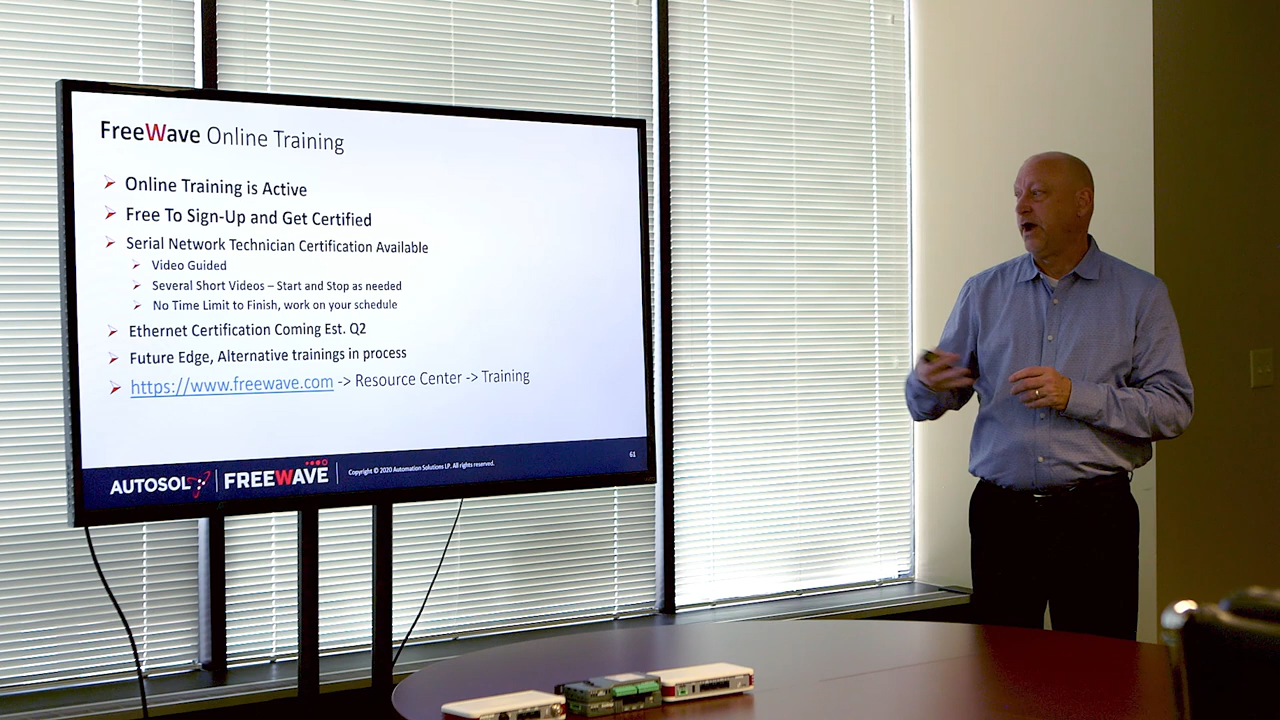 FreeWave Online Training
Online Training is Active
Free To Sign-Up and Get Certified
Serial Network Technician Certification Available
Video Guided
Several Short Videos – Start and Stop as needed
No Time Limit to Finish, work on your schedule
Ethernet Certification Coming Est. Q2
Future Edge, Alternative trainings in process
https://www.freewave.com -> Resource Center -> Training
AUTOSOL FREEWAVE Copyright © 2020 Automation Solutions LP. All rights reserved. 61